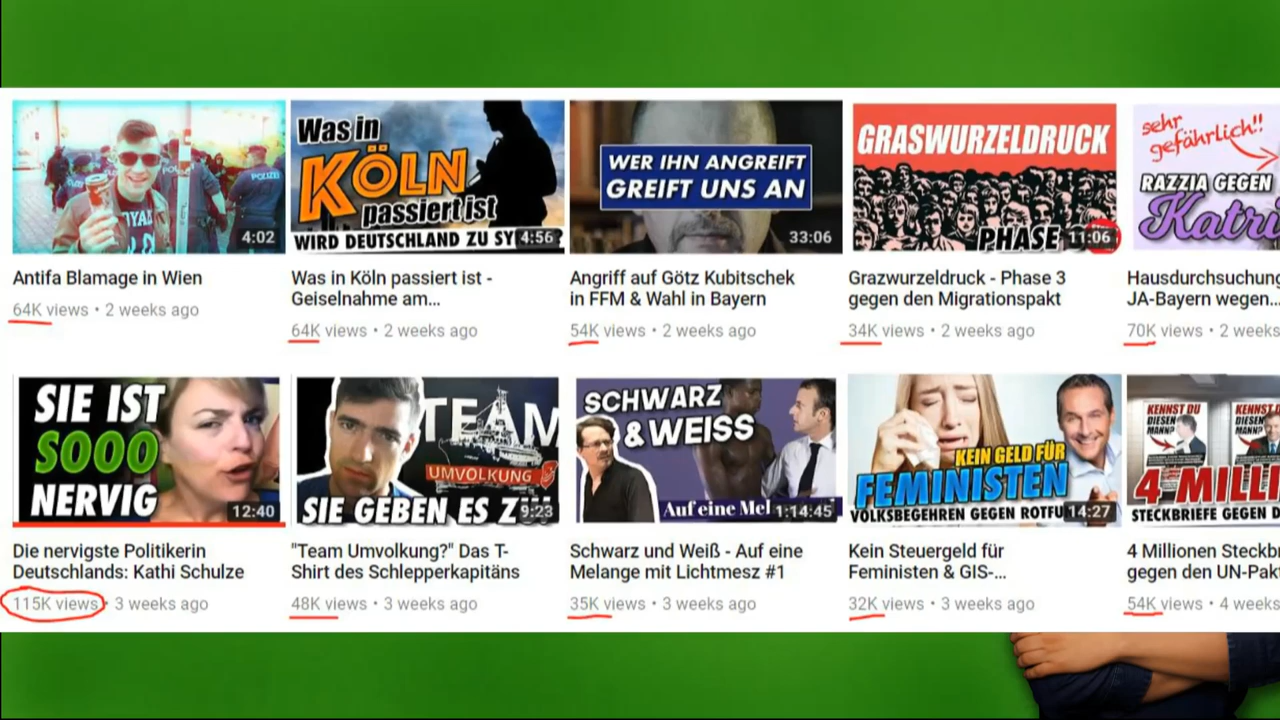 POLIZEI
4:02
Was in
KÖLN
passiert ist
WIRD DEUTSCHLAND ZU SY
4:56
WER IHN ANGREIFT
GREIFT UNS AN
33:06
GRASWURZELDRUCK
PHASE
11:06
sehr
gefährlich!!
RAZZIA GEGEN
Katri
Antifa Blamage in Wien
64K views • 2 weeks ago
Was in Köln passiert ist -
Geiselnahme am...
64K views • 2 weeks ago
Angriff auf Götz Kubitschek
in FFM & Wahl in Bayern
54K views • 2 weeks ago
Grazwurzeldruck - Phase 3
gegen den Migrationspakt
34K views • 2 weeks ago
Hausdurchsuchung
JA-Bayern wegen...
70K views • 2 weeks
SIE IST
SOOO
NERVIG
12:40
TEAM
UMVOLKUNG
SIE GEBEN ES Z
9:23
SCHWARZ
& WEISS
Auf eine Mel
1:14:45
KEIN GELD FÜR
FEMINISTEN
VOLKSBEGEHREN GEGEN ROTFU
14:27
KENNST DU
DIESEN
MANN?
KENNST DU
DIESEN
MANN?
4 MILLI
STECKBRIEFE GEGEN D
Die nervigste Politikerin
Deutschlands: Kathi Schulze
115K views • 3 weeks ago
"Team Umvolkung?" Das T-
Shirt des Schlepperkapitäns
48K views • 3 weeks ago
Schwarz und Weiß - Auf eine
Melange mit Lichtmesz #1
35K views • 3 weeks ago
Kein Steuergeld für
Feministen & GIS-...
32K views • 3 weeks ago
4 Millionen Steckb
gegen den UN-Pak
54K views • 4 weeks